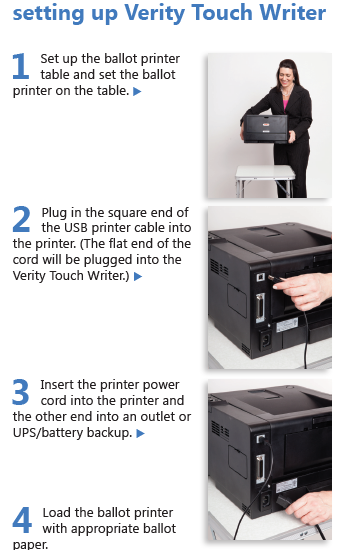 setting up Verity Touch Writer
1 Set up the ballot printer
table and set the ballot
printer on the table. ▶
2 Plug in the square end of
the USB printer cable into
the printer. (The flat end of the
cord will be plugged into the
Verity Touch Writer.) ▶
3 Insert the printer power
cord into the printer and
the other end into an outlet or
UPS/battery backup. ▶
4 Load the ballot printer
with appropriate ballot
paper.